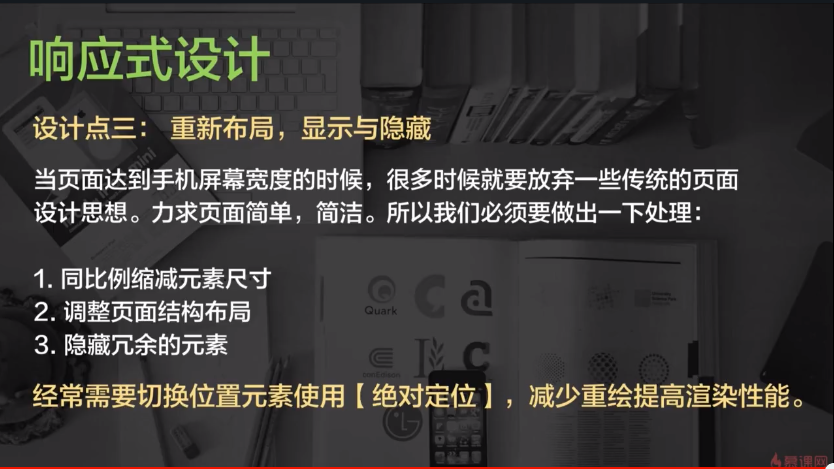 响应式设计
设计点三： 重新布局，显示与隐藏
当页面达到手机屏幕宽度的时候，很多时候就要放弃一些传统的页面
设计思想。力求页面简单，简洁。所以我们必须要做出一下处理：
1. 同比例缩减元素尺寸
2. 调整页面结构布局
3. 隐藏冗余的元素
经常需要切换位置元素使用【 绝对定位 】，减少重绘提高渲染性能。
Quark
慕课网